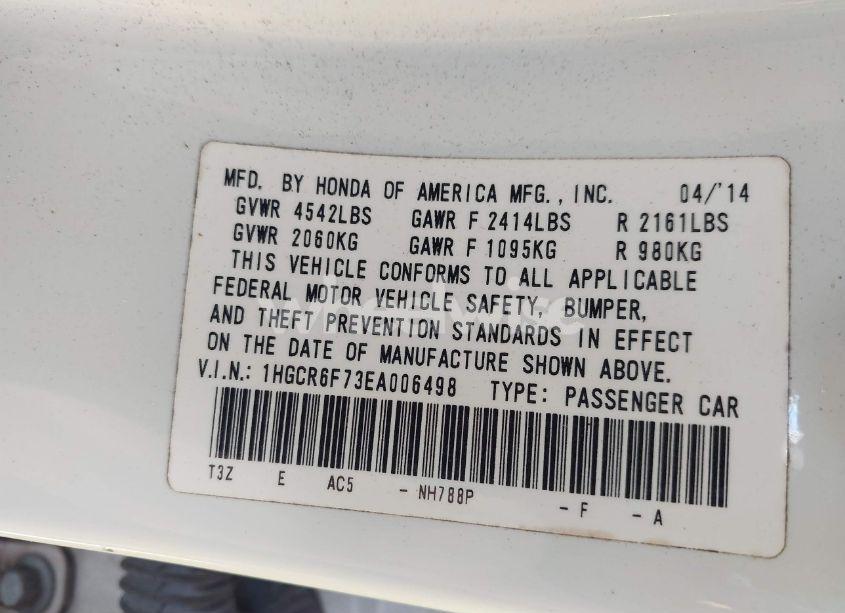 MFD. BY HONDA OF AMERICA MFG., INC. 04/'14
GVWR 4542LBS GAWR F 2414LBS R 2161LBS
GVWR 2060KG GAWR F 1095KG R 980KG
THIS VEHICLE CONFORMS TO ALL APPLICABLE
FEDERAL MOTOR VEHICLE SAFETY, BUMPER,
AND THEFT PREVENTION STANDARDS IN EFFECT
ON THE DATE OF MANUFACTURE SHOWN ABOVE.
V.I.N.: 1HGCR6F73EA006498 TYPE: PASSENGER CAR
T3Z E AC5 - NH788P - F - A